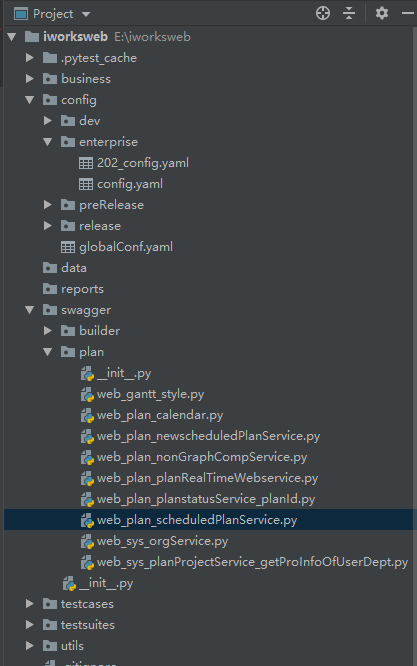 Project
iworksweb E:\iworksweb
.pytest_cache
business
config
dev
enterprise
202_config.yaml
config.yaml
preRelease
release
globalConf.yaml
data
reports
swagger
builder
plan
__init__.py
web_gantt_style.py
web_plan_calendar.py
web_plan_newscheduledPlanService.py
web_plan_nonGraphCompService.py
web_plan_planRealTimeWebservice.py
web_plan_planstatusService_planId.py
web_plan_scheduledPlanService.py
web_sys_orgService.py
web_sys_planProjectService_getProInfoOfUserDept.py
__init__.py
testcases
testsuites
utils
.gitignore